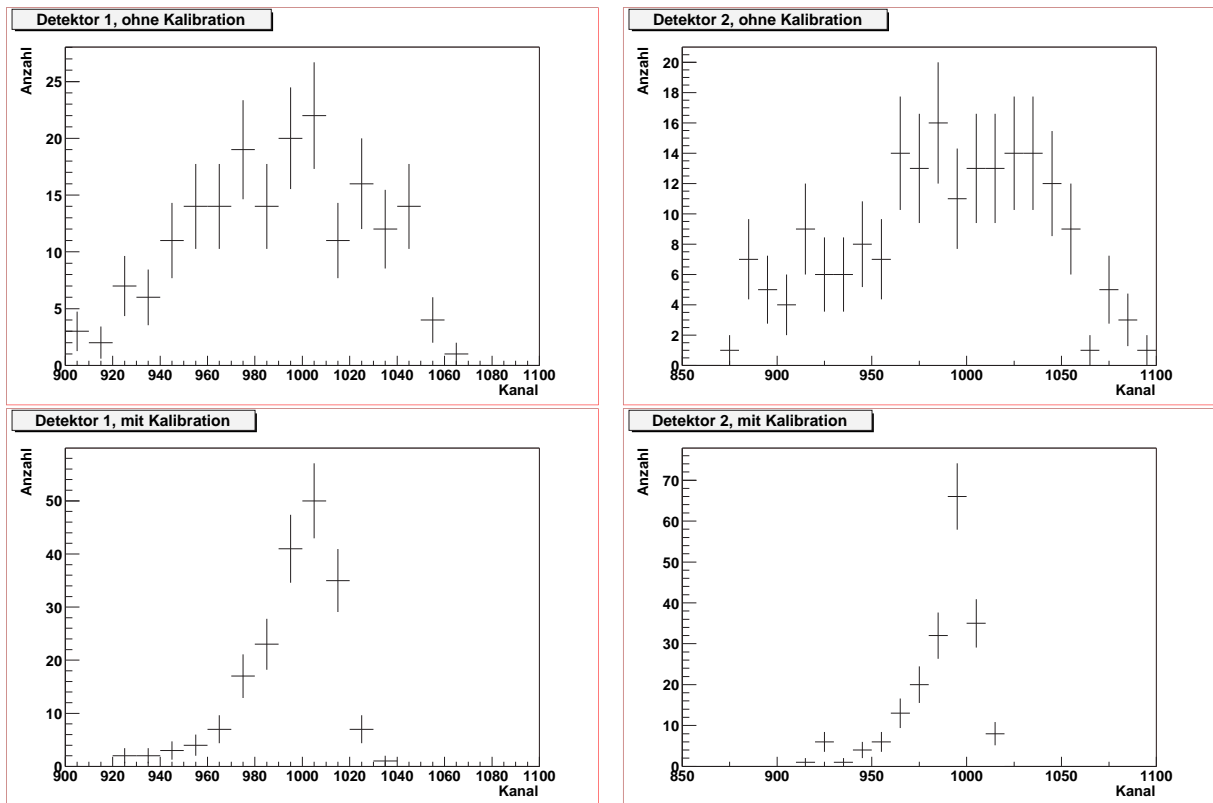 Detektor 1, ohne Kalibration
Anzahl
25
20
15
10
5
0
900 920 940 960 980 1000 1020 1040 1060 1080 1100
Kanal
Detektor 2, ohne Kalibration
Anzahl
20
18
16
14
12
10
8
6
4
2
0
850 900 950 1000 1050 1100
Kanal
Detektor 1, mit Kalibration
Anzahl
50
40
30
20
10
0
900 920 940 960 980 1000 1020 1040 1060 1080 1100
Kanal
Detektor 2, mit Kalibration
Anzahl
70
60
50
40
30
20
10
0
850 900 950 1000 1050 1100
Kanal